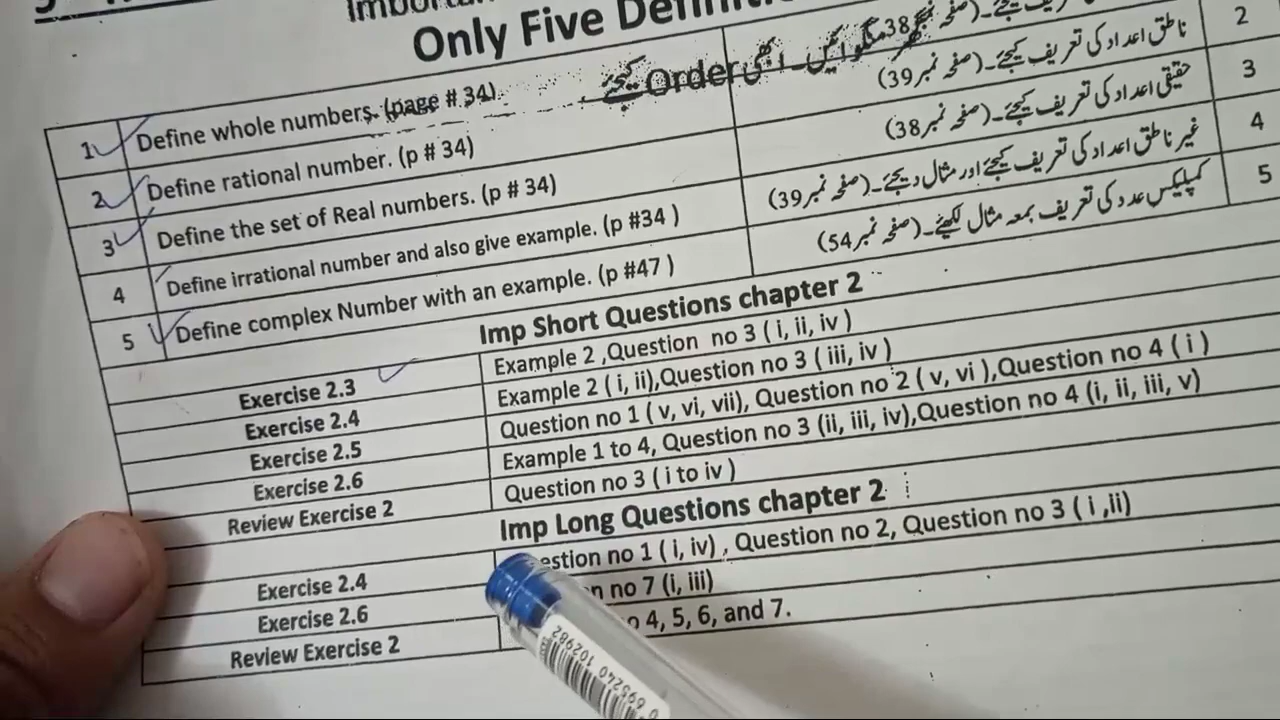 Only Five
Order کیجئے
1 Define whole numbers. (page # 34)
2 Define rational number. (p # 34) ناطق اعداد کی تعریف کیجئے۔ (صفحہ نمبر 39) 2
3 Define the set of Real numbers. (p # 34) حقیقی اعداد کی تعریف کیجئے۔ (صفحہ نمبر 38) 3
4 Define irrational number and also give example. (p #34 ) غیر ناطق اعداد کی تعریف کیجئے اور مثال دیجئے۔ (صفحہ نمبر 39) 4
5 Define complex Number with an example. (p #47 ) کمپلیکس عدد کی تعریف بمعہ مثال لکھئے۔ (صفحہ نمبر 54) 5
Imp Short Questions chapter 2
Exercise 2.3 Example 2 ,Question no 3 ( i, ii, iv )
Exercise 2.4 Example 2 ( i, ii),Question no 3 ( iii, iv )
Exercise 2.5 Question no 1 ( v, vi, vii), Question no 2 ( v, vi ),Question no 4 ( i )
Exercise 2.6 Example 1 to 4, Question no 3 (ii, iii, iv),Question no 4 (i, ii, iii, v)
Review Exercise 2 Question no 3 ( i to iv )
Imp Long Questions chapter 2
Exercise 2.4 estion no 1 ( i, iv) , Question no 2, Question no 3 ( i ,ii)
Exercise 2.6 n no 7 (i, iii)
Review Exercise 2 4, 5, 6, and 7.
0 695240 102982